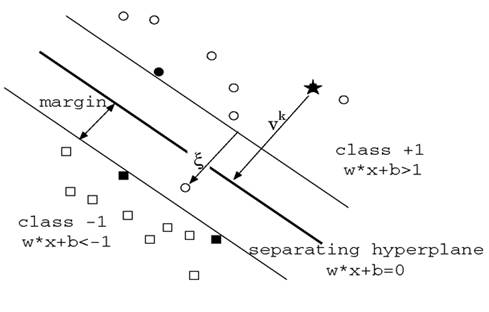 margin
v^k
ξ
class +1
w*x+b>1
class -1
w*x+b<-1
separating hyperplane
w*x+b=0